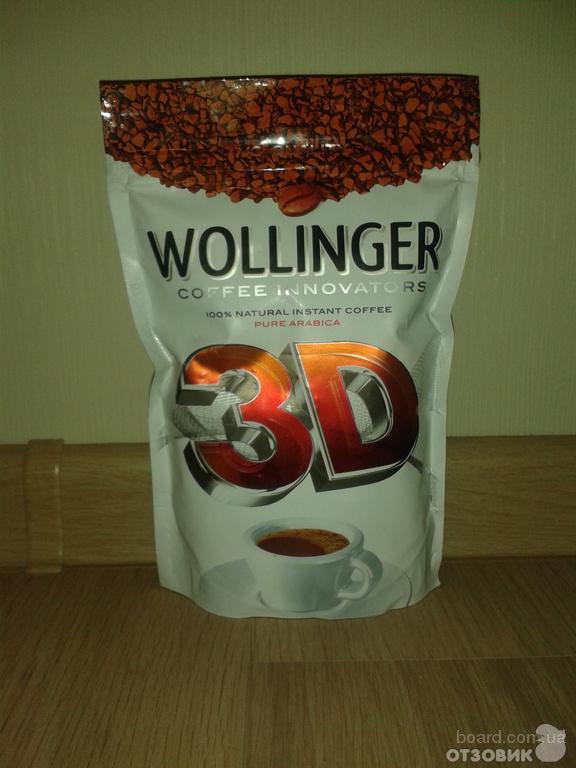 WOLLINGER
COFFEE INNOVATORS
100% NATURAL INSTANT COFFEE
PURE ARABICA
3D
board.com.ua
ОТЗОВИК